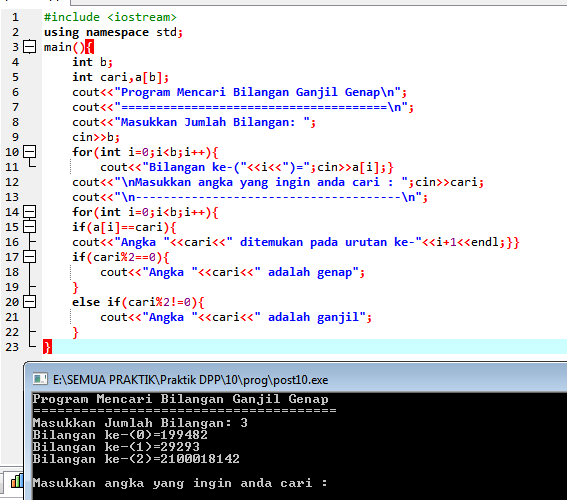 1 #include <iostream>
2 using namespace std;
3 main(){
4 int b;
5 int cari,a[b];
6 cout<<"Program Mencari Bilangan Ganjil Genap\n";
7 cout<<"======================================\n";
8 cout<<"Masukkan Jumlah Bilangan: ";
9 cin>>b;
10 for(int i=0;i<b;i++){
11 cout<<"Bilangan ke-("<<i<<")=";cin>>a[i];}
12 cout<<"\nMasukkan angka yang ingin anda cari : ";cin>>cari;
13 cout<<"\n--------------------------------------\n";
14 for(int i=0;i<b;i++){
15 if(a[i]==cari){
16 cout<<"Angka "<<cari<<" ditemukan pada urutan ke-"<<i+1<<endl;}}
17 if(cari%2==0){
18 cout<<"Angka "<<cari<<" adalah genap";
19 }
20 else if(cari%2!=0){
21 cout<<"Angka "<<cari<<" adalah ganjil";
22 }
23 }
E:\SEMUA PRAKTIK\Praktik DPP\10\prog\post10.exe
Program Mencari Bilangan Ganjil Genap
======================================
Masukkan Jumlah Bilangan: 3
Bilangan ke-(0)=199482
Bilangan ke-(1)=29293
Bilangan ke-(2)=2100018142
Masukkan angka yang ingin anda cari :